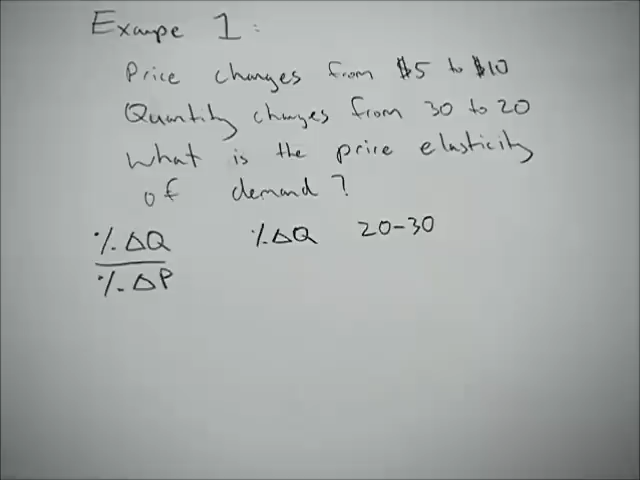 Exampe 1:
Price changes from $5 to $10
Quantity changes from 30 to 20
What is the price elasticity
of demand?
%ΔQ %ΔQ 20-30
%ΔP